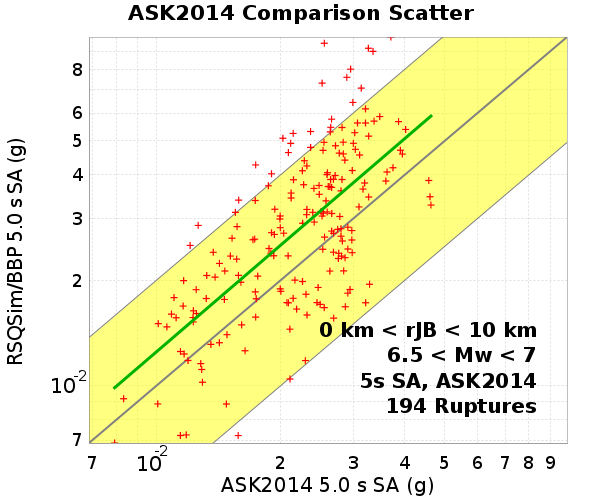 ASK2014 Comparison Scatter
RSQSim/BBP 5.0 s SA (g)
8
6
5
4
3
2
10-2
7
0 km < rJB < 10 km
6.5 < Mw < 7
5s SA, ASK2014
194 Ruptures
7 10-2 2 3 4 5 6 7 8 9
ASK2014 5.0 s SA (g)